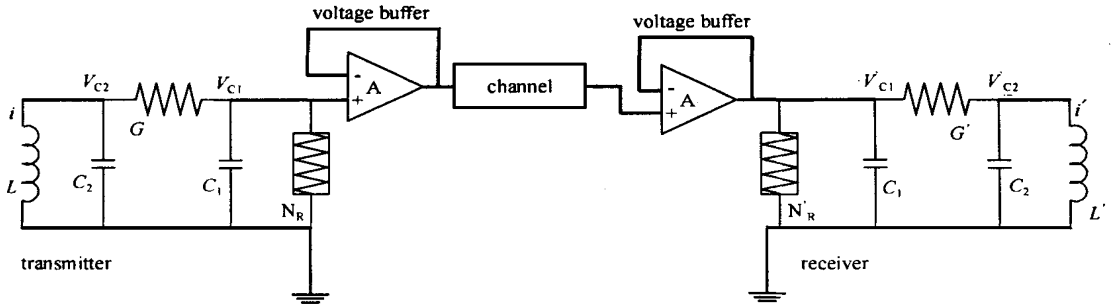 voltage buffer
voltage buffer
V_C2
V_C1
A
-
+
channel
A
-
+
V'_C1
V'_C2
i
G
G'
i'
L
C_2
C_1
N_R
N'_R
C_1
C_2
L'
transmitter
receiver